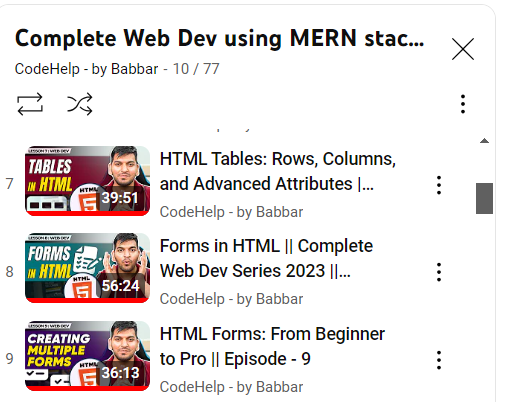 Complete Web Dev using MERN stac...
CodeHelp - by Babbar - 10 / 77
7
LESSON 7 | WEB DEV
TABLES
IN HTML
HTML
39:51
HTML Tables: Rows, Columns,
and Advanced Attributes |...
CodeHelp - by Babbar
8
LESSON 8 | WEB DEV
FORMS
IN HTML
HTML
56:24
Forms in HTML || Complete
Web Dev Series 2023 ||...
CodeHelp - by Babbar
9
LESSON 9 | WEB DEV
CREATING
MULTIPLE
FORMS
HTML
36:13
HTML Forms: From Beginner
to Pro || Episode - 9
CodeHelp - by Babbar